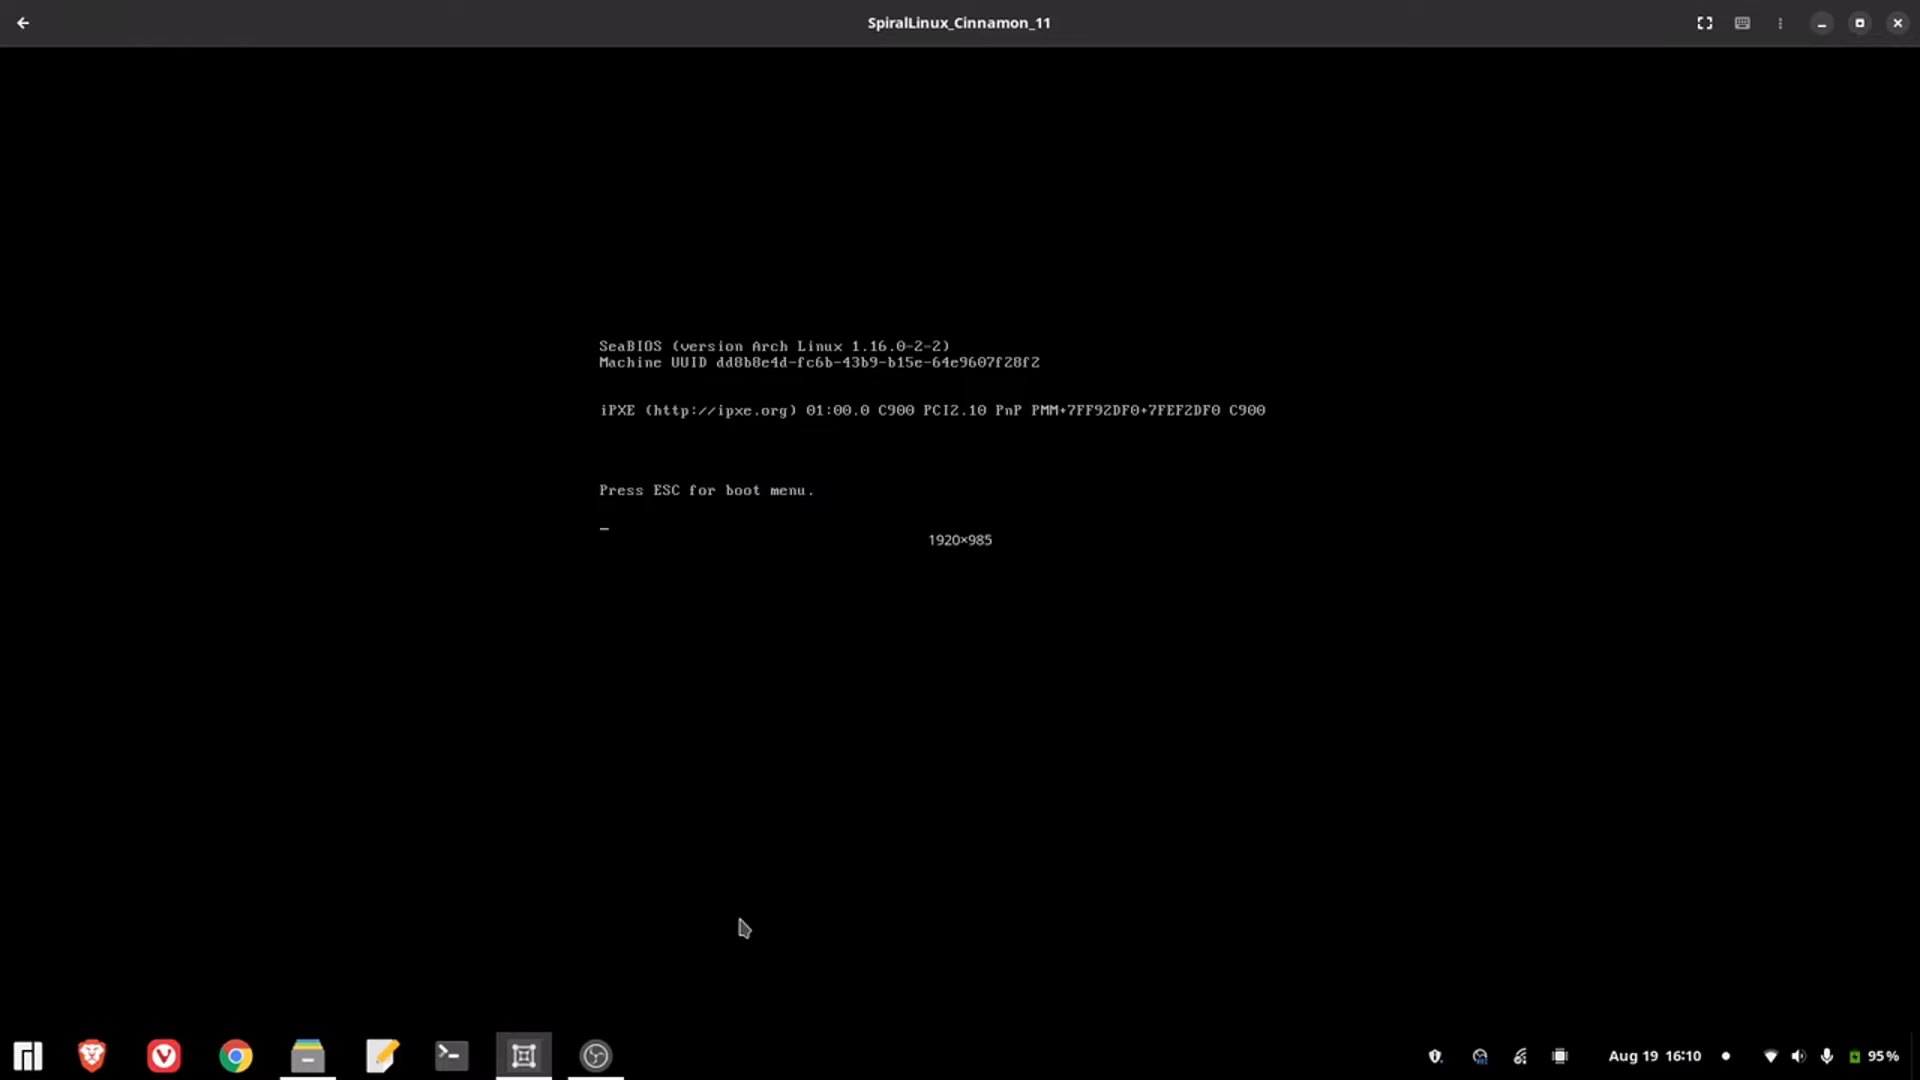 SpiralLinux_Cinnamon_11
SeaBIOS (version Arch Linux 1.16.0-2-2)
Machine UUID dd8b8e4d-fc6b-43b9-b15e-64e9607f28f2
iPXE (http://ipxe.org) 01:00.0 C900 PCI2.10 PnP PMM+7FF92DF0+7FEF2DF0 C900
Press ESC for boot menu.
1920×985
Aug 19 16:10
95%